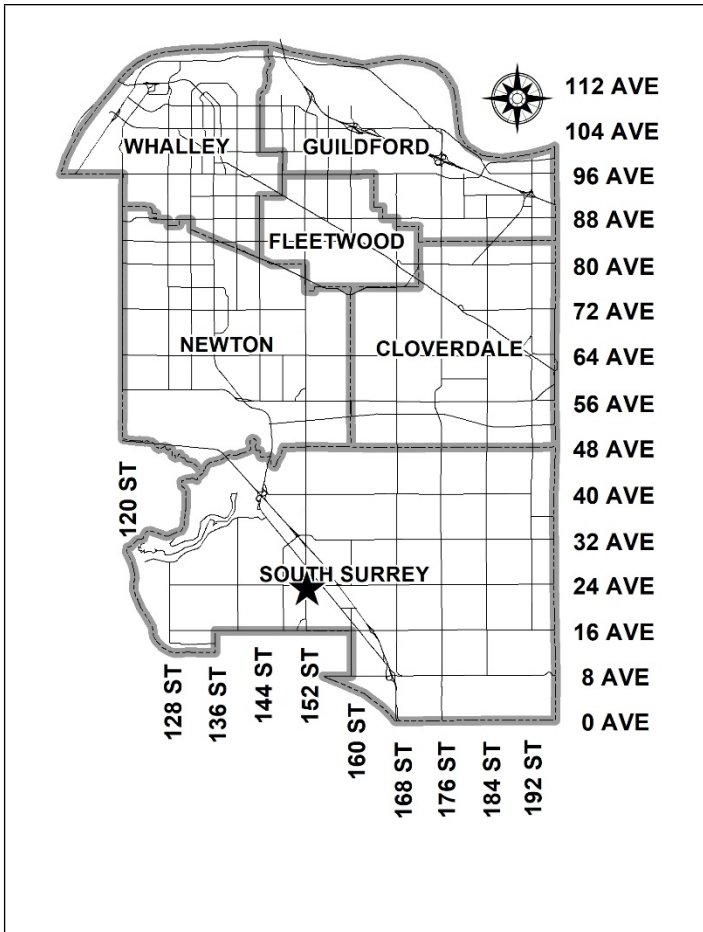 112 AVE
104 AVE
WHALLEY
GUILDFORD
96 AVE
88 AVE
FLEETWOOD
80 AVE
72 AVE
NEWTON
CLOVERDALE
64 AVE
56 AVE
48 AVE
120 ST
40 AVE
32 AVE
SOUTH SURREY
24 AVE
16 AVE
8 AVE
0 AVE
128 ST
136 ST
144 ST
152 ST
160 ST
168 ST
176 ST
184 ST
192 ST